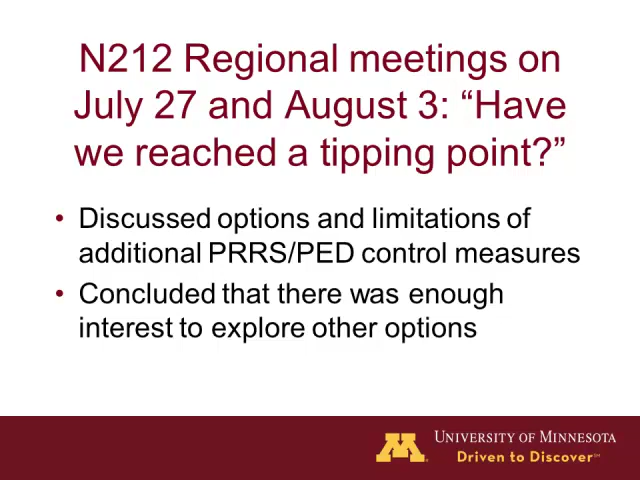 N212 Regional meetings on
July 27 and August 3: “Have
we reached a tipping point?”
• Discussed options and limitations of
additional PRRS/PED control measures
• Concluded that there was enough
interest to explore other options
M
UNIVERSITY OF MINNESOTA
Driven to Discover℠